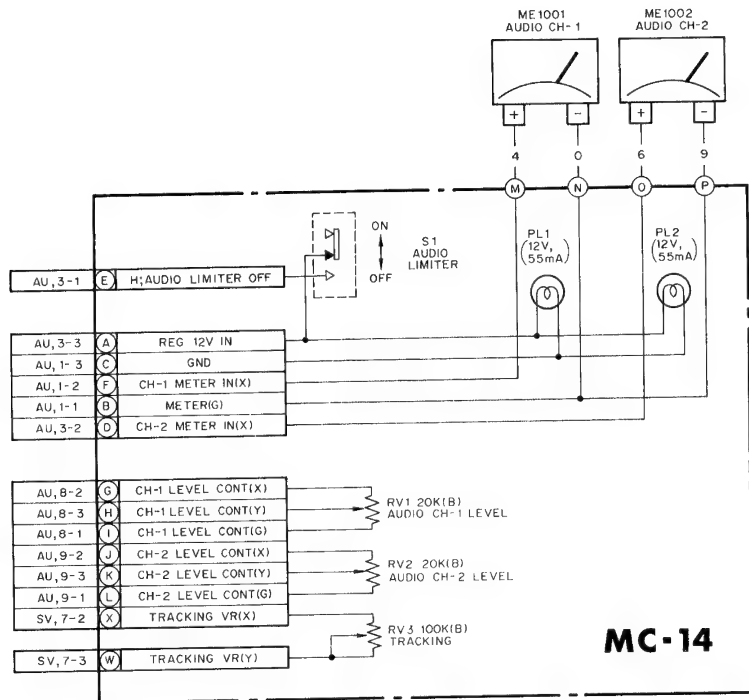 ME1001
AUDIO CH-1
ME1002
AUDIO CH-2
+ - + -
4 0 6 9
M N O P
ON
OFF
S1
AUDIO
LIMITER
PL1
(12V,
55mA)
PL2
(12V,
55mA)
AU,3-1 E H;AUDIO LIMITER OFF
AU,3-3 A REG 12V IN
AU,1-3 C GND
AU,1-2 F CH-1 METER IN(X)
AU,1-1 B METER(G)
AU,3-2 D CH-2 METER IN(X)
AU,8-2 G CH-1 LEVEL CONT(X)
AU,8-3 H CH-1 LEVEL CONT(Y)
AU,8-1 I CH-1 LEVEL CONT(G)
AU,9-2 J CH-2 LEVEL CONT(X)
AU,9-3 K CH-2 LEVEL CONT(Y)
AU,9-1 L CH-2 LEVEL CONT(G)
SV,7-2 X TRACKING VR(X)
SV,7-3 W TRACKING VR(Y)
RV1 20K(B)
AUDIO CH-1 LEVEL
RV2 20K(B)
AUDIO CH-2 LEVEL
RV3 100K(B)
TRACKING
MC-14